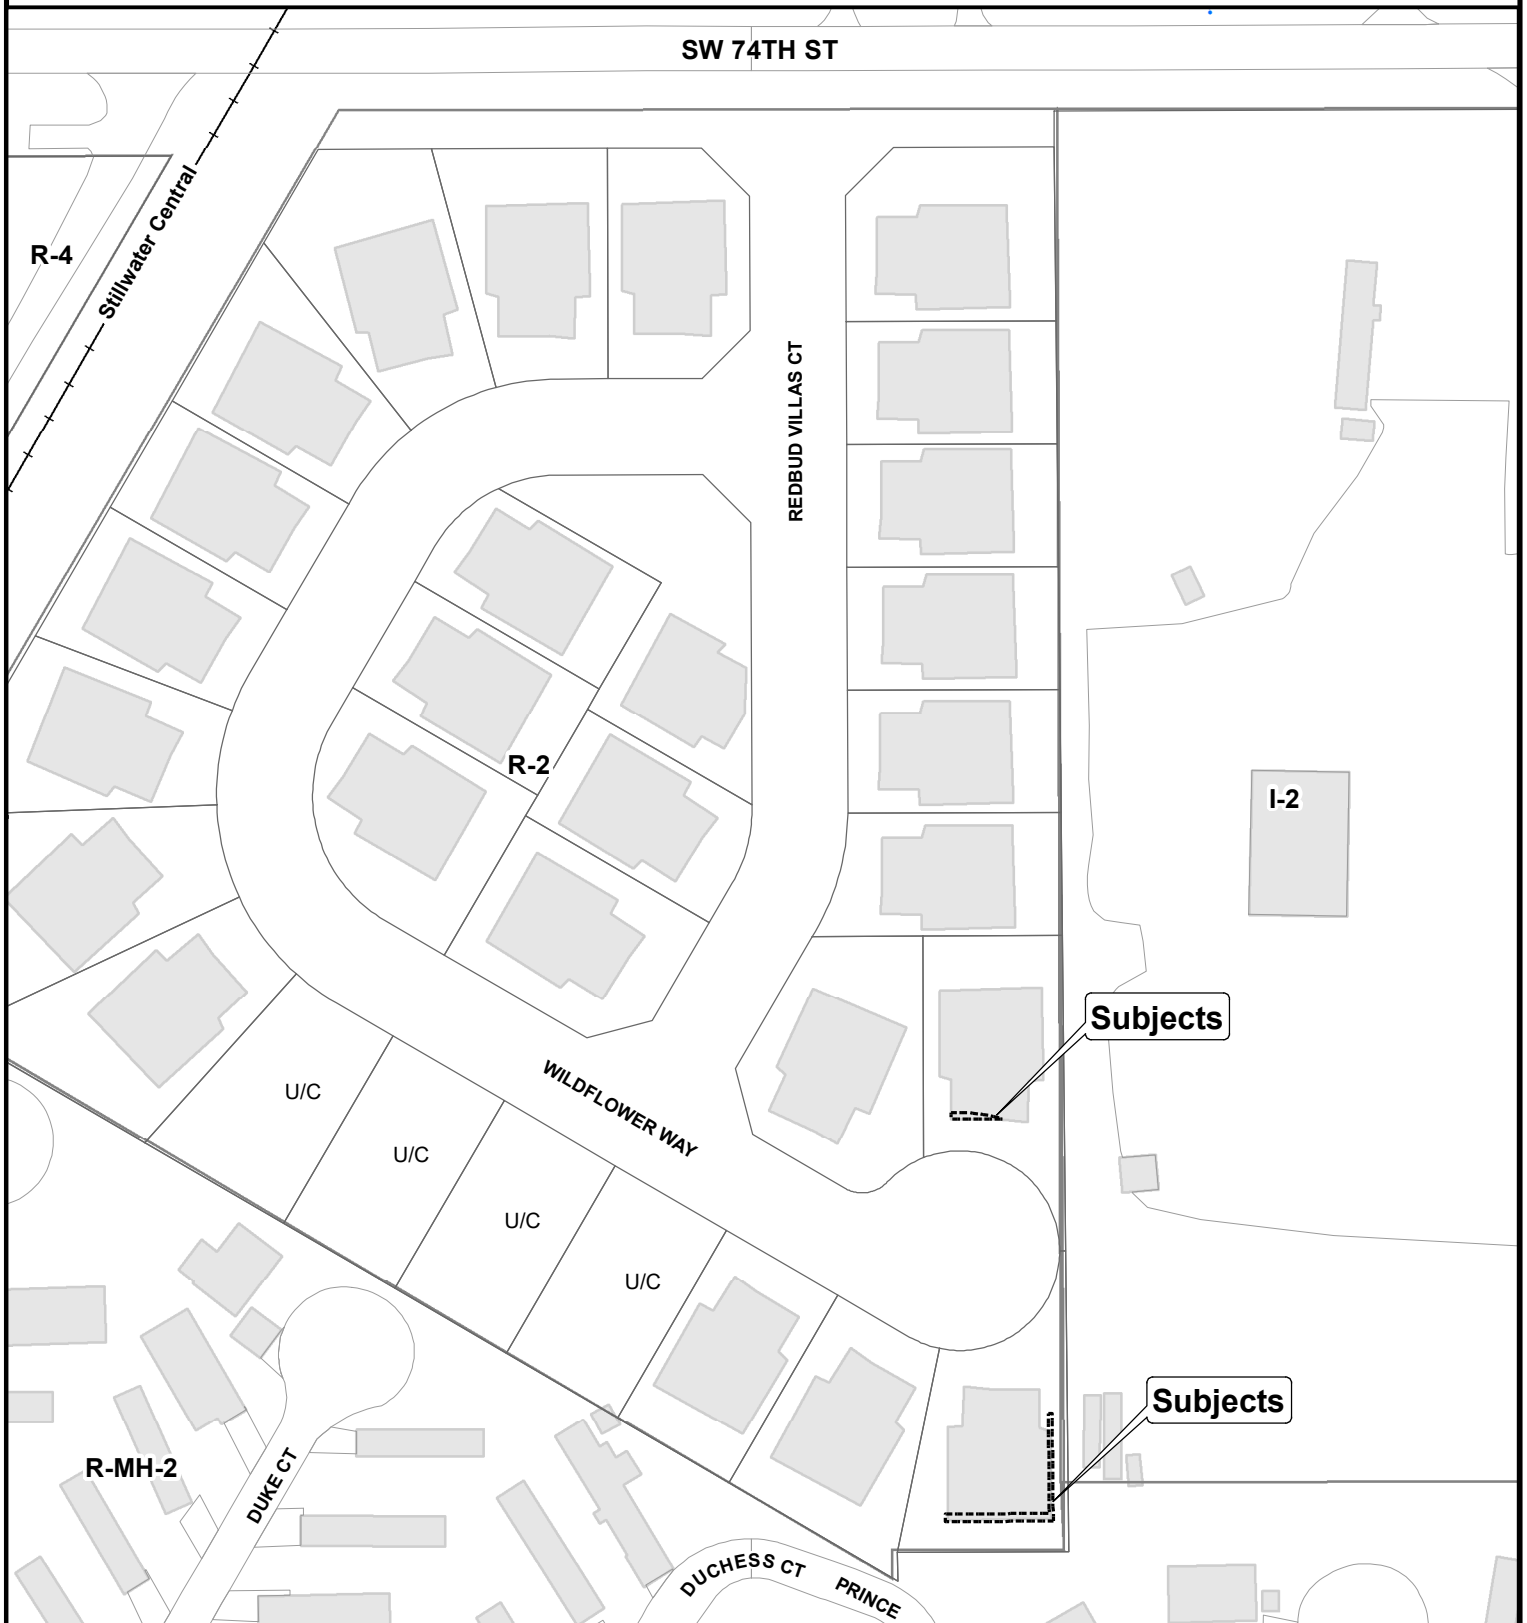 SW 74TH ST
Stillwater Central
R-4
REDBUD VILLAS CT
R-2
I-2
Subjects
WILDFLOWER WAY
U/C
U/C
U/C
U/C
Subjects
R-MH-2
DUKE CT
DUCHESS CT
PRINCE